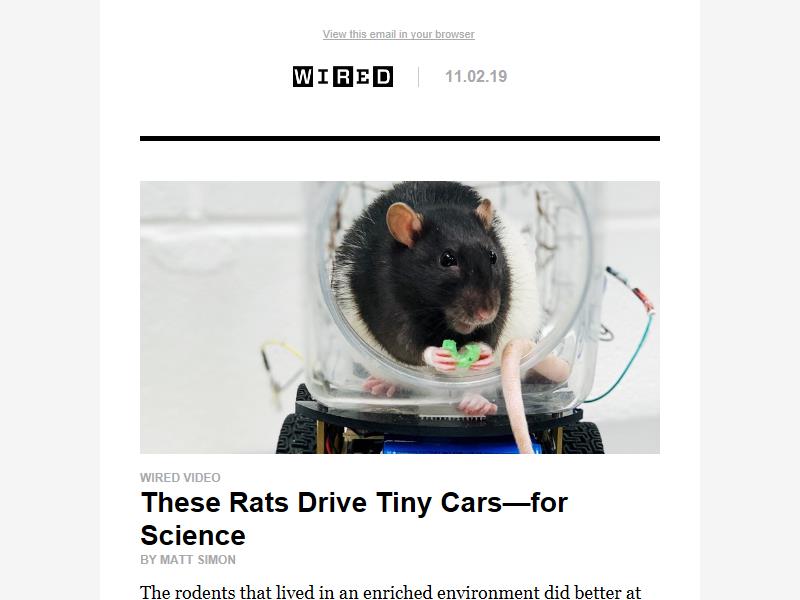 View this email in your browser
WIRED
11.02.19
WIRED VIDEO
These Rats Drive Tiny Cars—for
Science
BY MATT SIMON
The rodents that lived in an enriched environment did better at